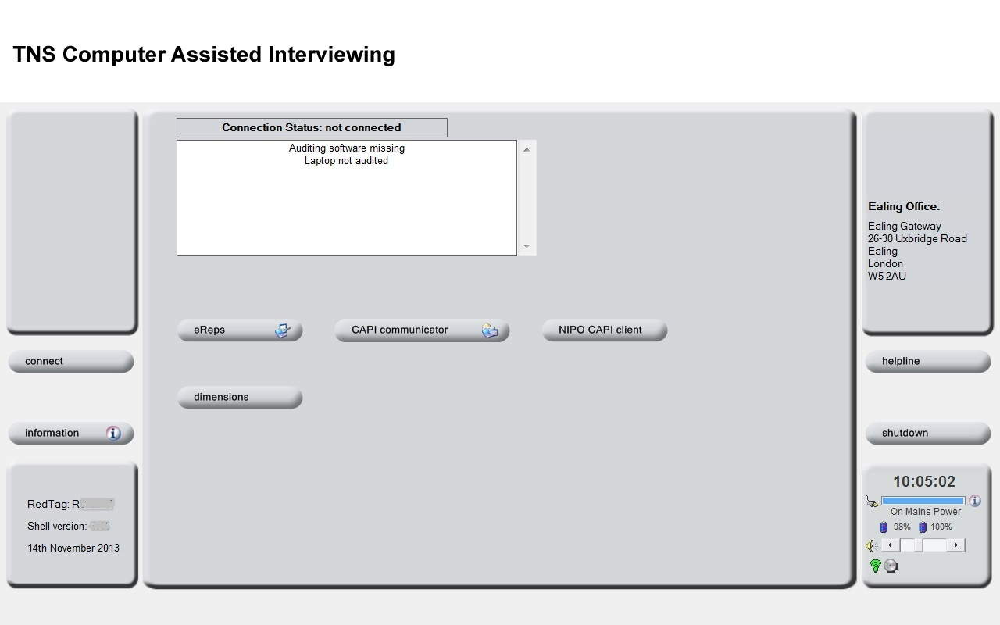 TNS Computer Assisted Interviewing
Connection Status: not connected
Auditing software missing
Laptop not audited
Ealing Office:
Ealing Gateway
26-30 Uxbridge Road
Ealing
London
W5 2AU
eReps
CAPI communicator
NIPO CAPI client
connect
helpline
dimensions
information
shutdown
RedTag: R
Shell version:
14th November 2013
10:05:02
On Mains Power
98% 100%